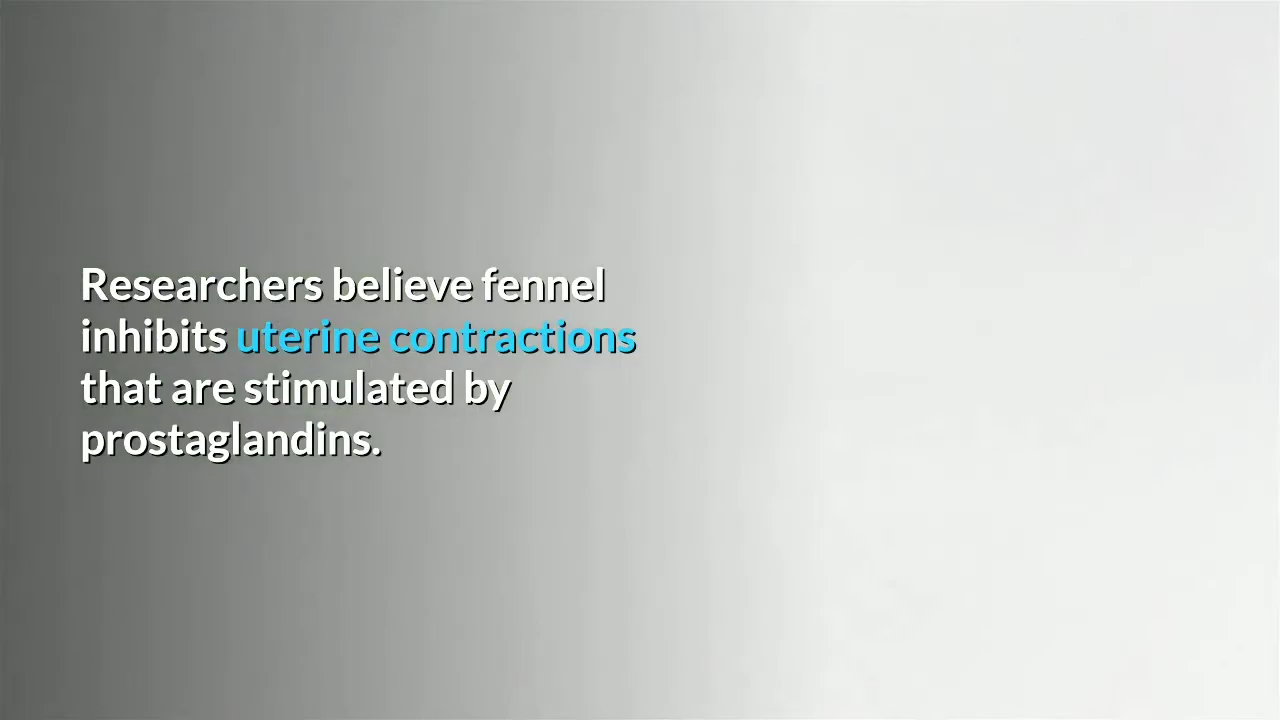 Researchers believe fennel
inhibits uterine contractions
that are stimulated by
prostaglandins.